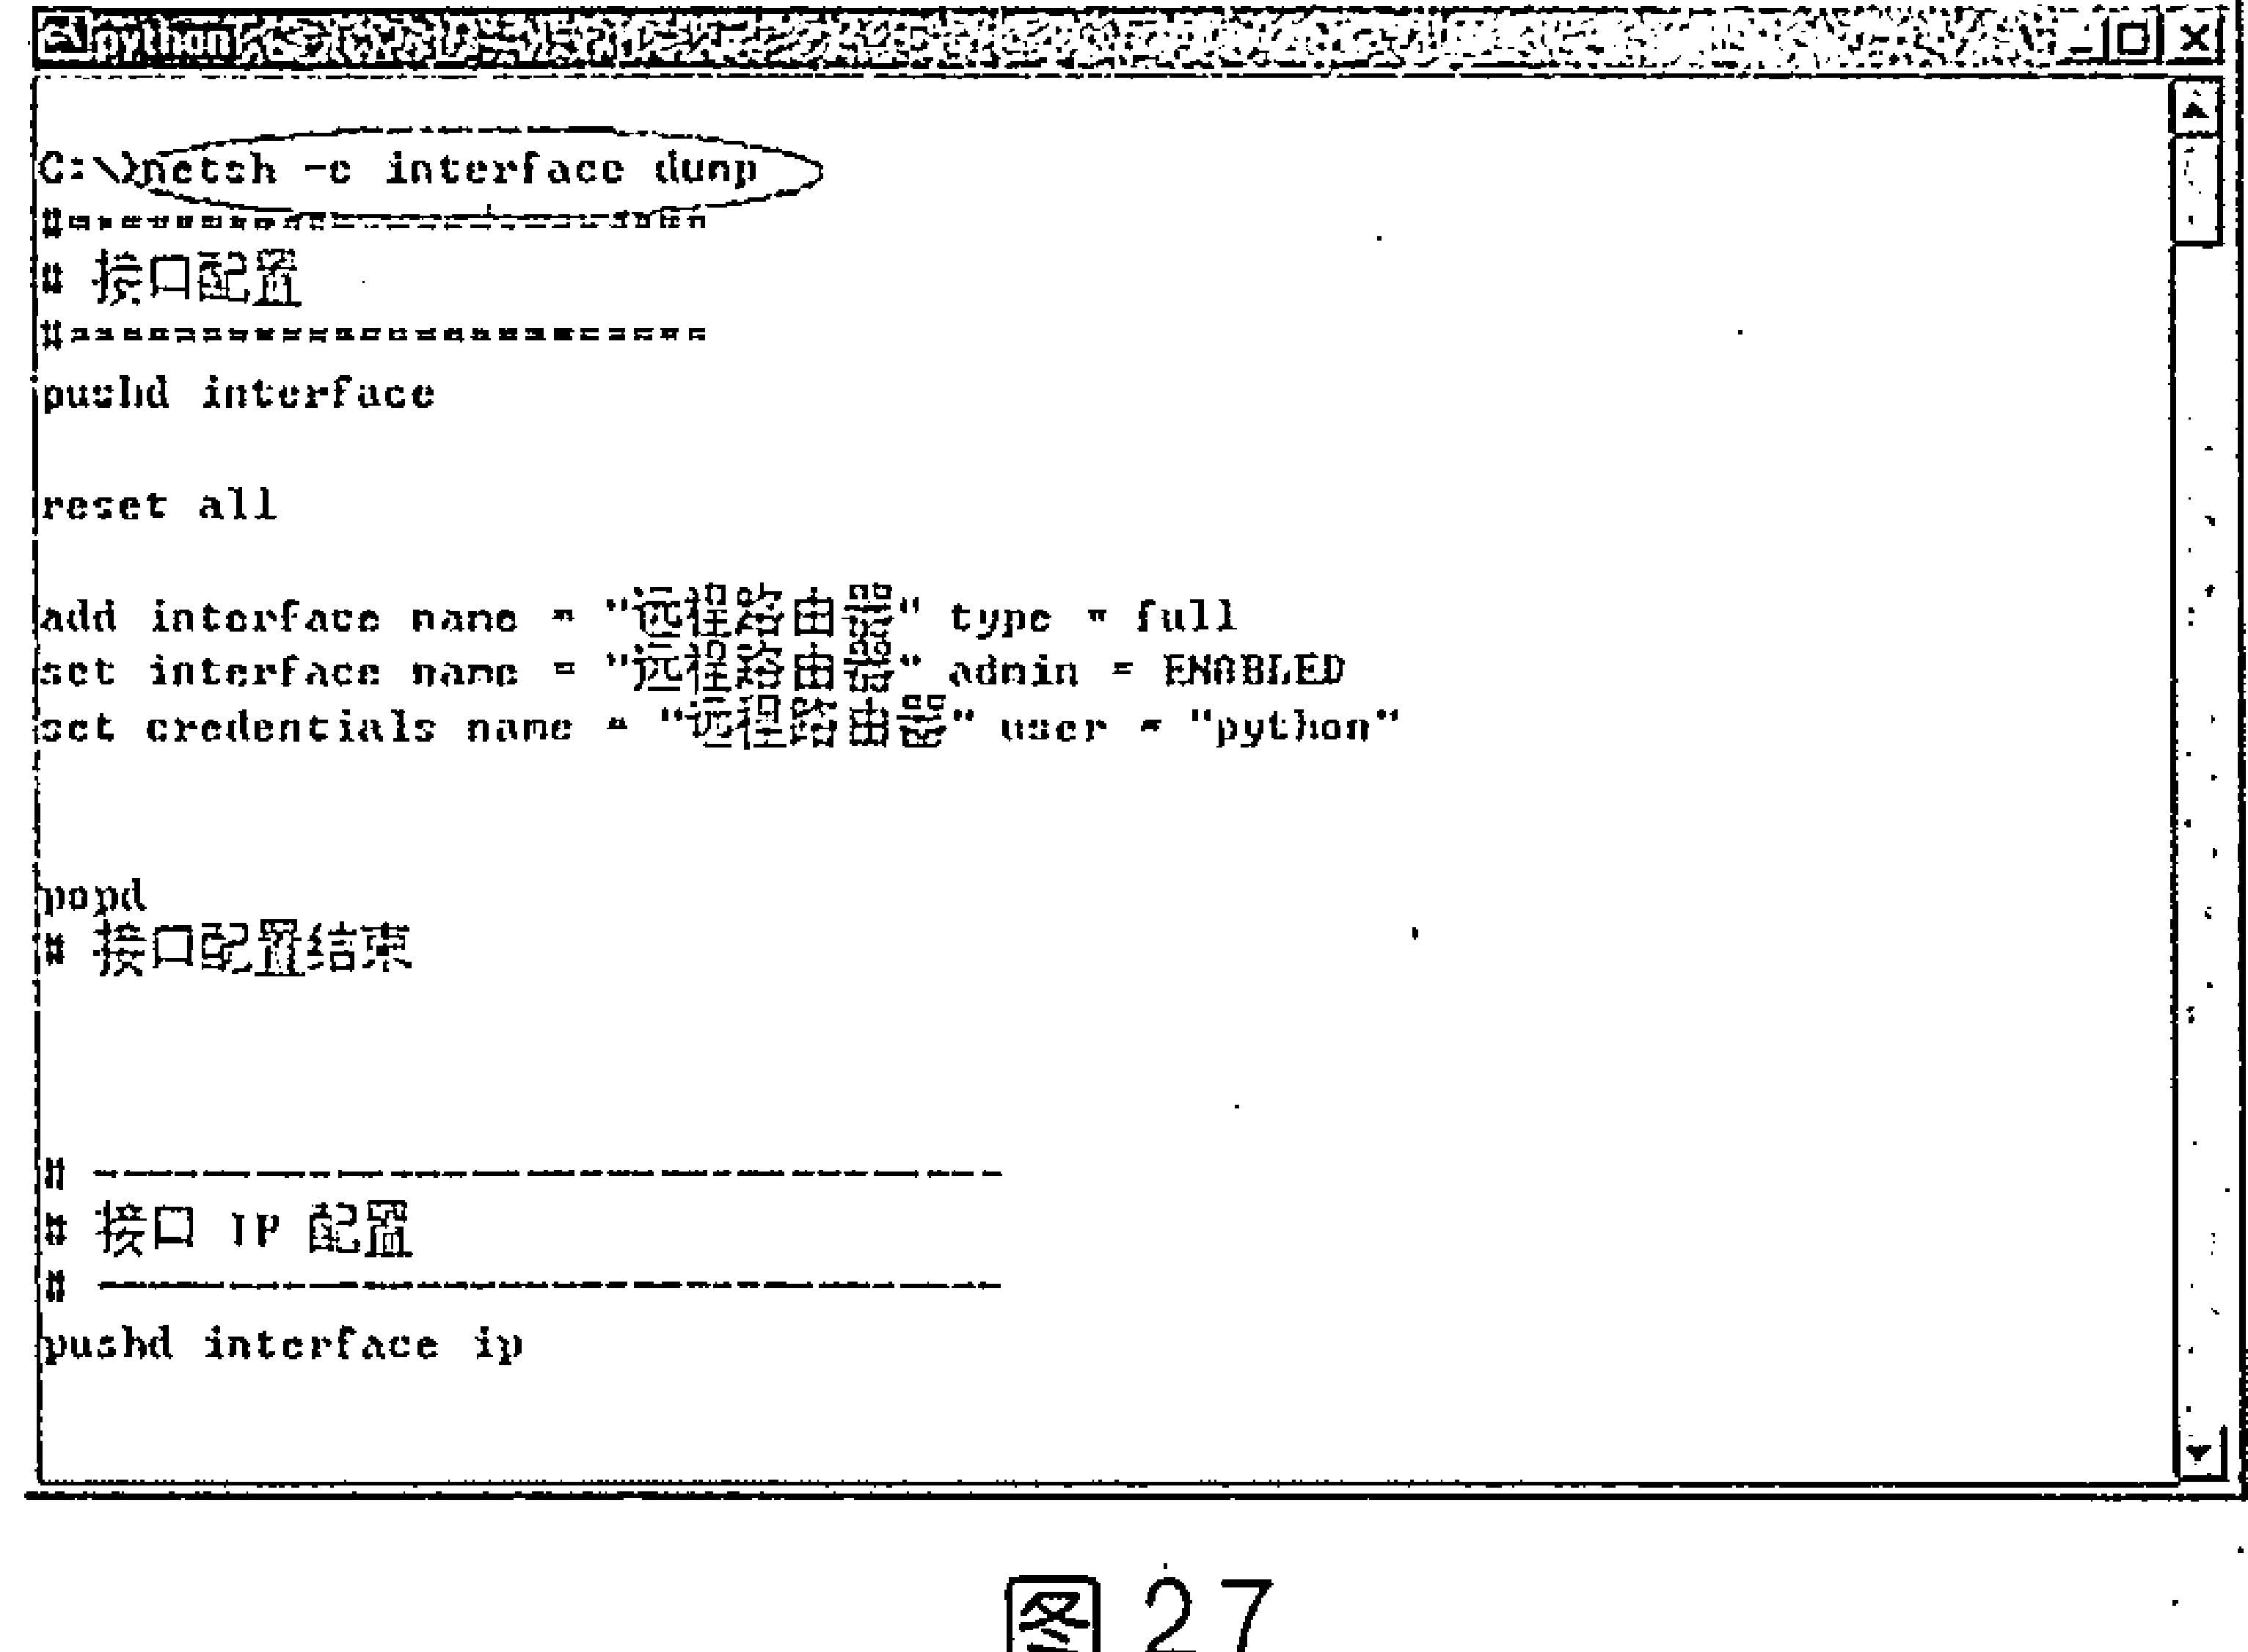 python
C:\>netsh -c interface dump
#========================
# 接口配置
#========================
pushd interface
reset all
add interface name = "远程路由器" type = full
set interface name = "远程路由器" admin = ENABLED
set credentials name = "远程路由器" user = "python"
popd
# 接口配置结束
# ----------------------------------
# 接口 IP 配置
# ----------------------------------
pushd interface ip
图 27